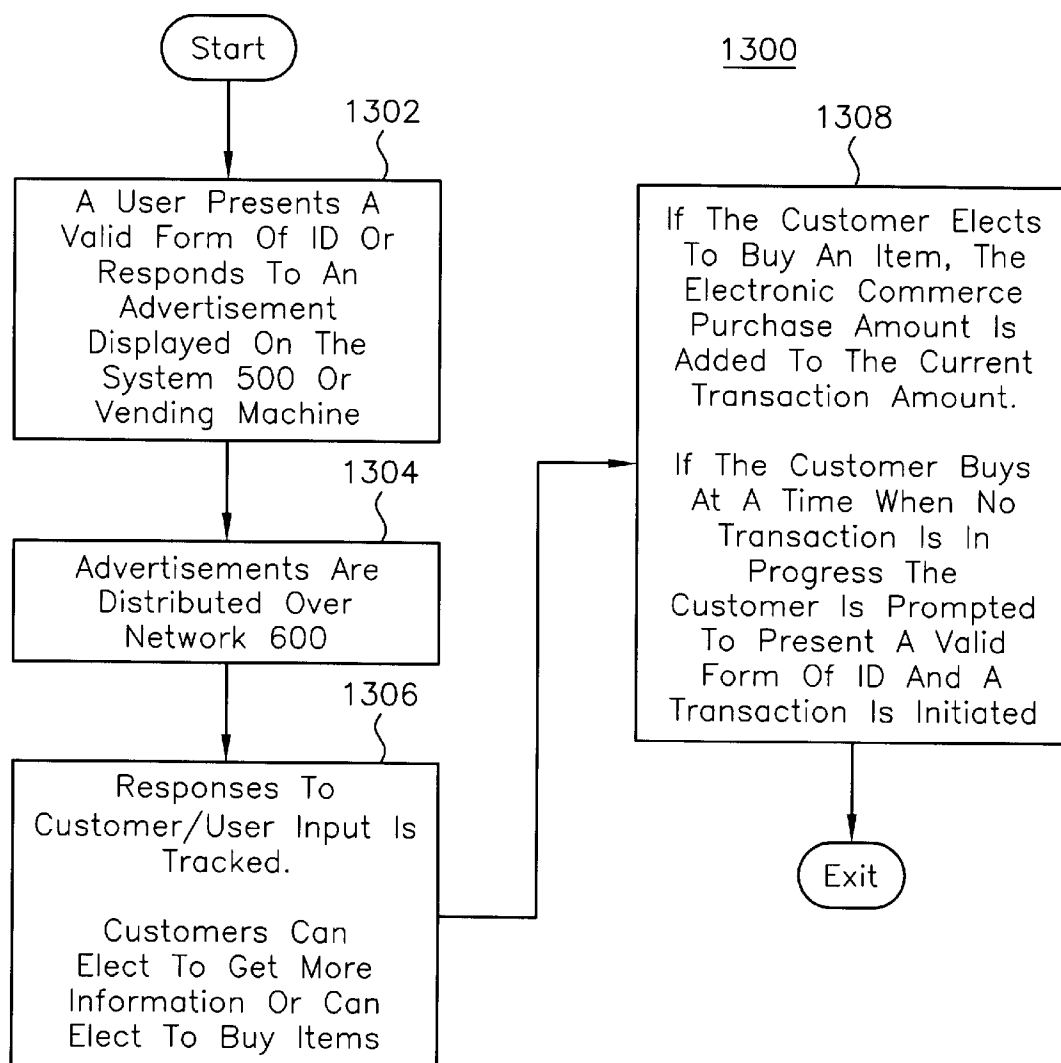 Start
1300
1302
A User Presents A
Valid Form Of ID Or
Responds To An
Advertisement
Displayed On The
System 500 Or
Vending Machine
1304
Advertisements Are
Distributed Over
Network 600
1306
Responses To
Customer/User Input Is
Tracked.
Customers Can
Elect To Get More
Information Or Can
Elect To Buy Items
1308
If The Customer Elects
To Buy An Item, The
Electronic Commerce
Purchase Amount Is
Added To The Current
Transaction Amount.
If The Customer Buys
At A Time When No
Transaction Is In
Progress The
Customer Is Prompted
To Present A Valid
Form Of ID And A
Transaction Is Initiated
Exit